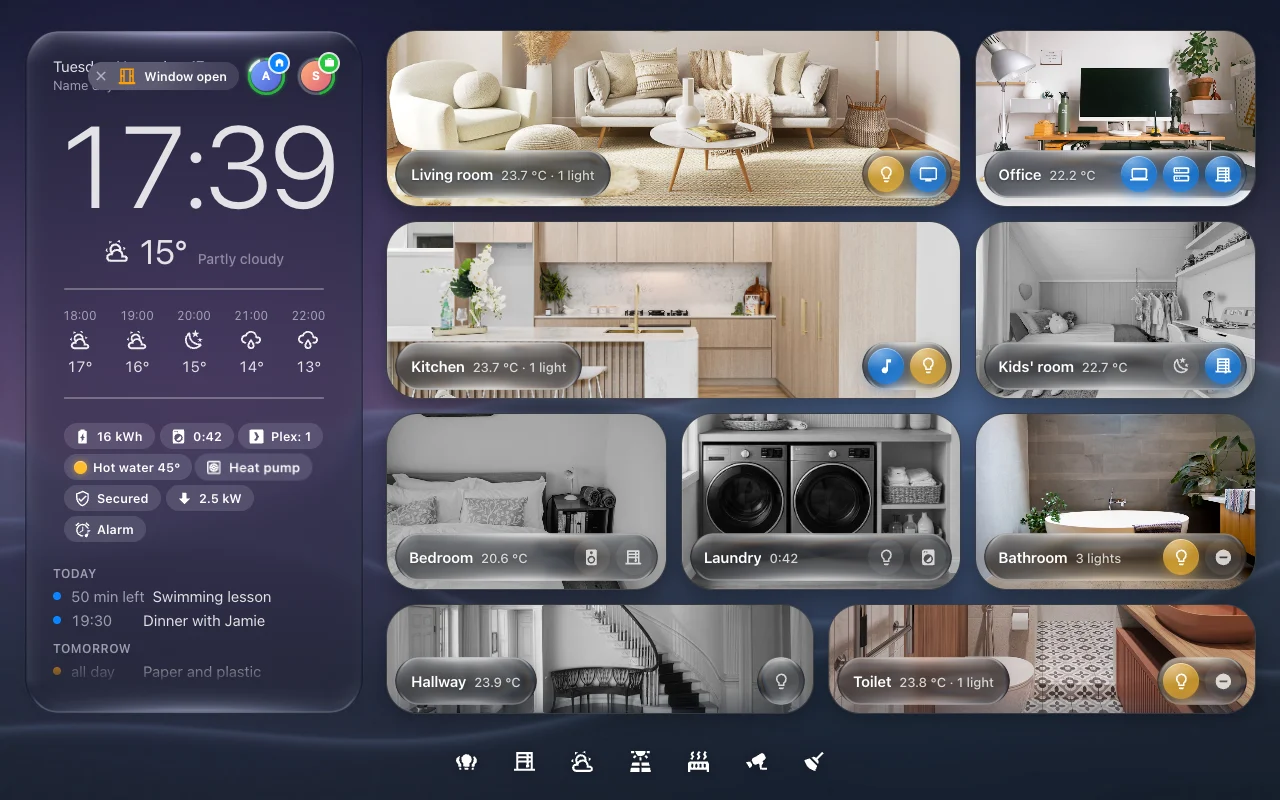 Tuesd
Window open
A
S
Name
17:39
15° Partly cloudy
18:00 19:00 20:00 21:00 22:00
17° 16° 15° 14° 13°
16 kWh 0:42 Plex: 1
Hot water 45° Heat pump
Secured 2.5 kW
Alarm
TODAY
50 min left Swimming lesson
19:30 Dinner with Jamie
TOMORROW
all day Paper and plastic
Living room 23.7 °C · 1 light
Office 22.2 °C
Kitchen 23.7 °C · 1 light
Kids' room 22.7 °C
Bedroom 20.6 °C
Laundry 0:42
Bathroom 3 lights
Hallway 23.9 °C
Toilet 23.8 °C · 1 light